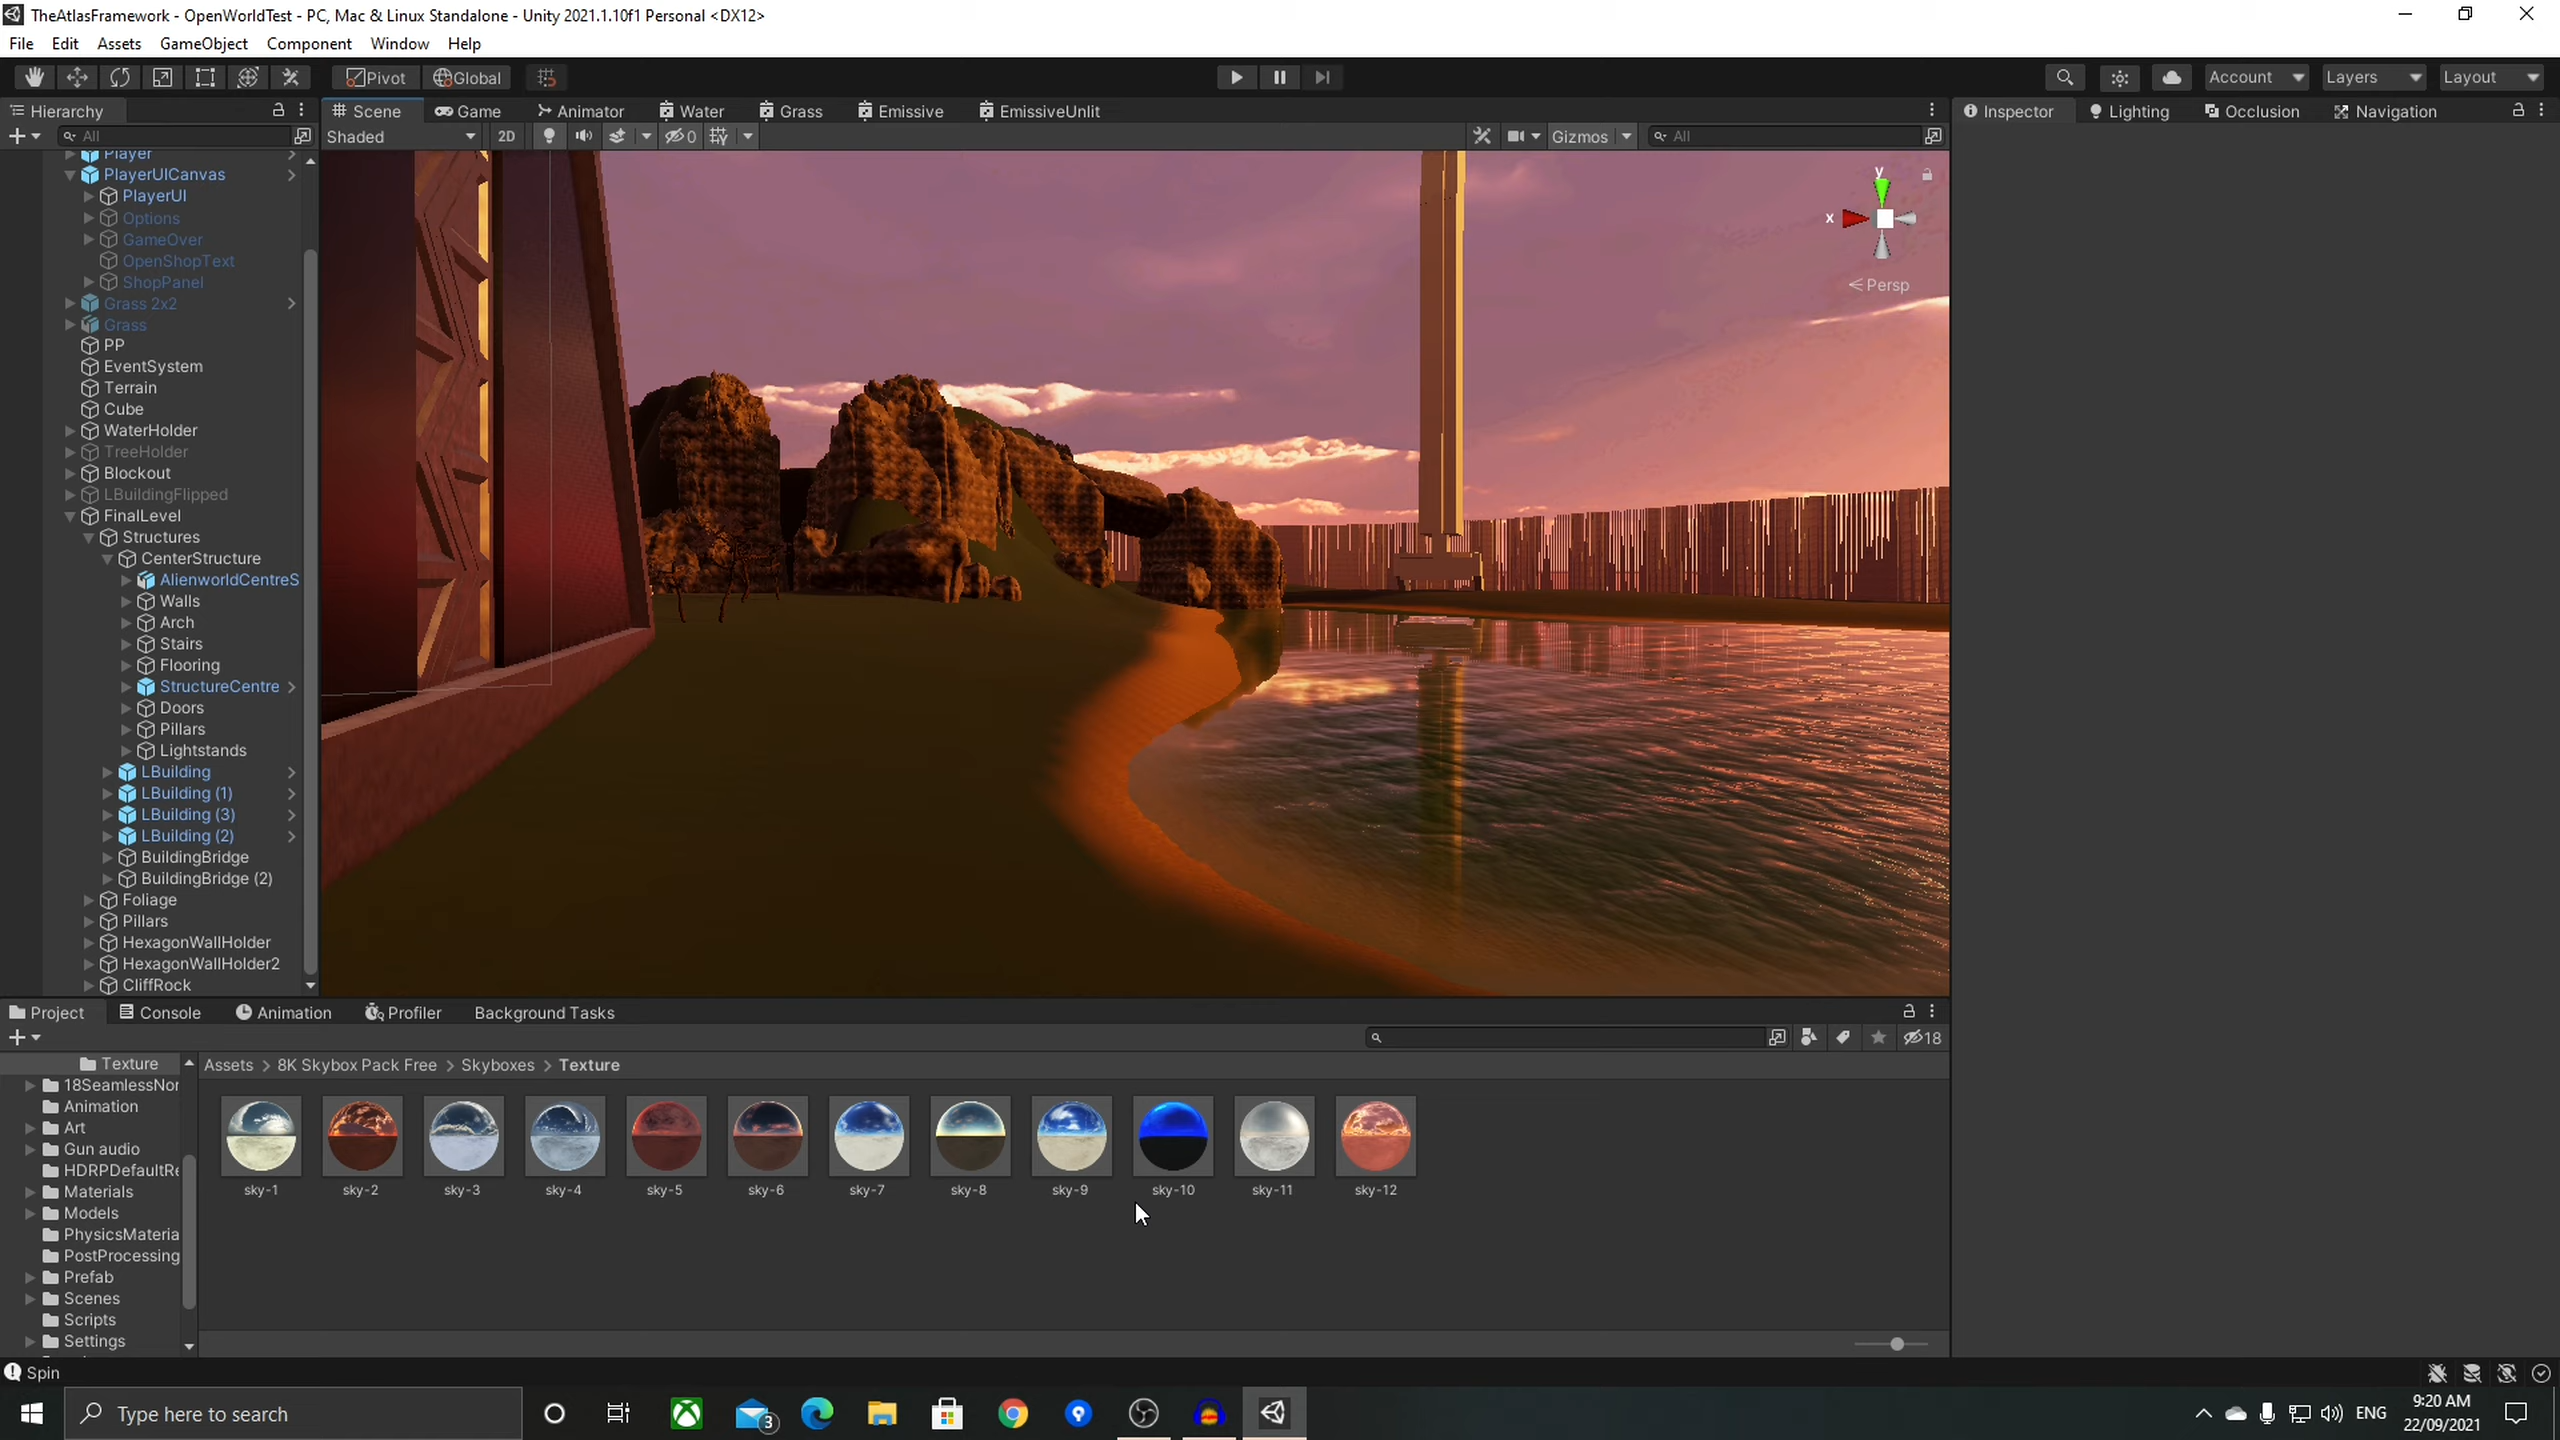 TheAtlasFramework - OpenWorldTest - PC, Mac & Linux Standalone - Unity 2021.1.10f1 Personal <DX12>
File Edit Assets GameObject Component Window Help
Pivot Global Account Layers Layout
Hierarchy Scene Game Animator Water Grass Emissive EmissiveUnlit Inspector Lighting Occlusion Navigation
All Shaded 2D 0 Gizmos All
Player
PlayerUICanvas
PlayerUI
Options
GameOver
OpenShopText
ShopPanel
Grass 2x2
Grass
PP
EventSystem
Terrain
Cube
WaterHolder
TreeHolder
Blockout
LBuildingFlipped
FinalLevel
Structures
CenterStructure
AlienworldCentreS
Walls
Arch
Stairs
Flooring
StructureCentre
Doors
Pillars
Lightstands
LBuilding
LBuilding (1)
LBuilding (3)
LBuilding (2)
BuildingBridge
BuildingBridge (2)
Foliage
Pillars
HexagonWallHolder
HexagonWallHolder2
CliffRock
y
x
Persp
Project Console Animation Profiler Background Tasks
18
Texture
18SeamlessNor
Animation
Art
Gun audio
HDRPDefaultRe
Materials
Models
PhysicsMateria
PostProcessing
Prefab
Scenes
Scripts
Settings
Assets > 8K Skybox Pack Free > Skyboxes > Texture
sky-1 sky-2 sky-3 sky-4 sky-5 sky-6 sky-7 sky-8 sky-9 sky-10 sky-11 sky-12
Spin
Type here to search
3
ENG
9:20 AM
22/09/2021